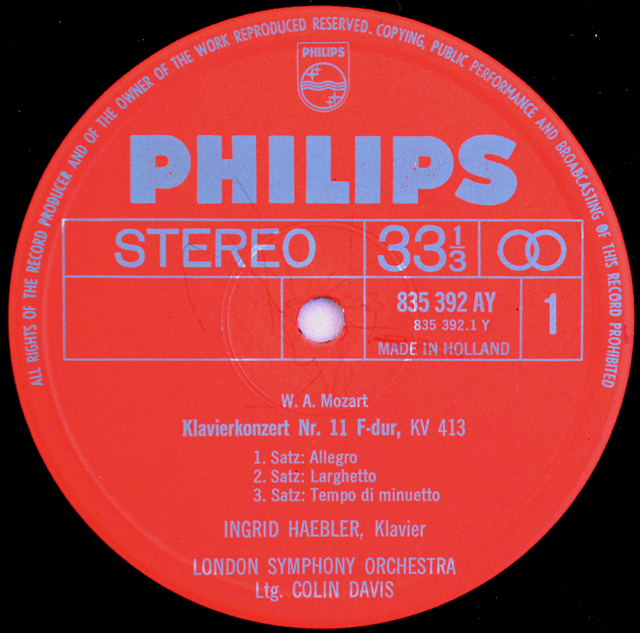 ALL RIGHTS OF THE RECORD PRODUCER AND OF THE OWNER OF THE WORK REPRODUCED RESERVED. COPYING, PUBLIC PERFORMANCE AND BROADCASTING OF THIS RECORD PROHIBITED
PHILIPS
PHILIPS
STEREO 33 1/3
835 392 AY 1
835 392.1 Y
MADE IN HOLLAND
W. A. Mozart
Klavierkonzert Nr. 11 F-dur, KV 413
1. Satz: Allegro
2. Satz: Larghetto
3. Satz: Tempo di minuetto
INGRID HAEBLER, Klavier
LONDON SYMPHONY ORCHESTRA
Ltg. COLIN DAVIS